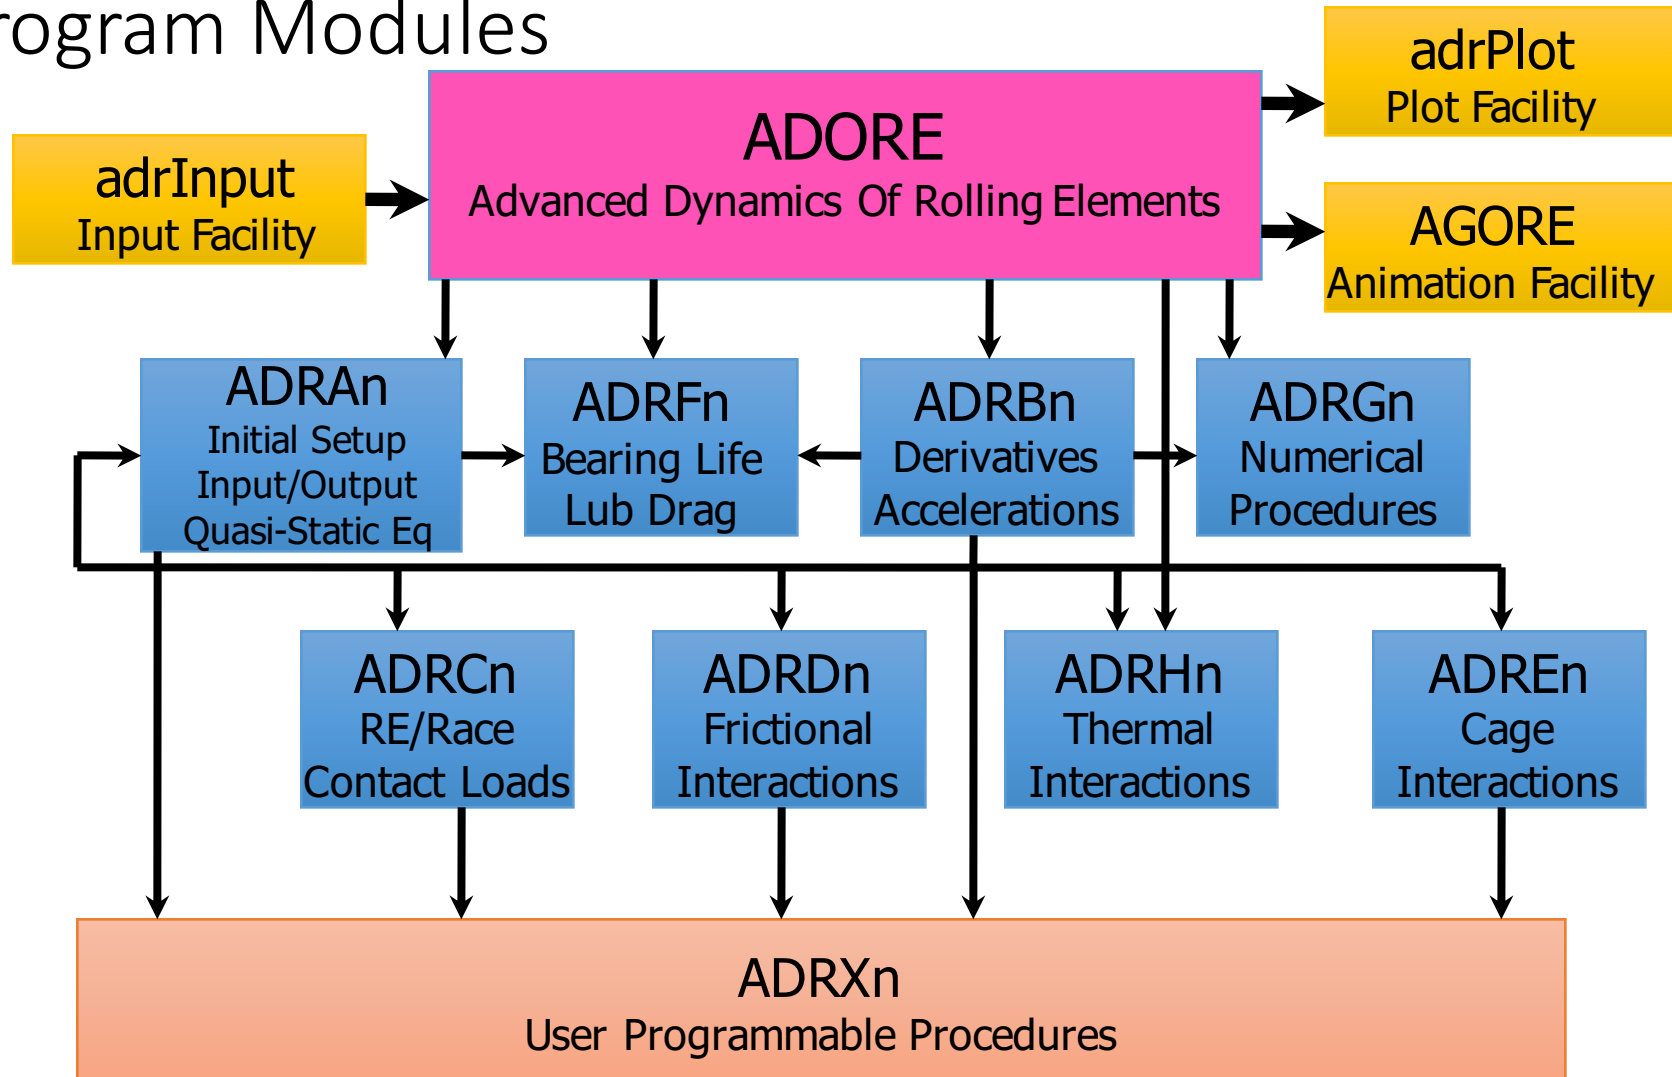 rogram Modules
adrPlot
Plot Facility
ADORE
Advanced Dynamics Of Rolling Elements
adrInput
Input Facility
AGORE
Animation Facility
ADRAn
Initial Setup
Input/Output
Quasi-Static Eq
ADRFn
Bearing Life
Lub Drag
ADRBn
Derivatives
Accelerations
ADRGn
Numerical
Procedures
ADRCn
RE/Race
Contact Loads
ADRDn
Frictional
Interactions
ADRHn
Thermal
Interactions
ADREn
Cage
Interactions
ADRXn
User Programmable Procedures